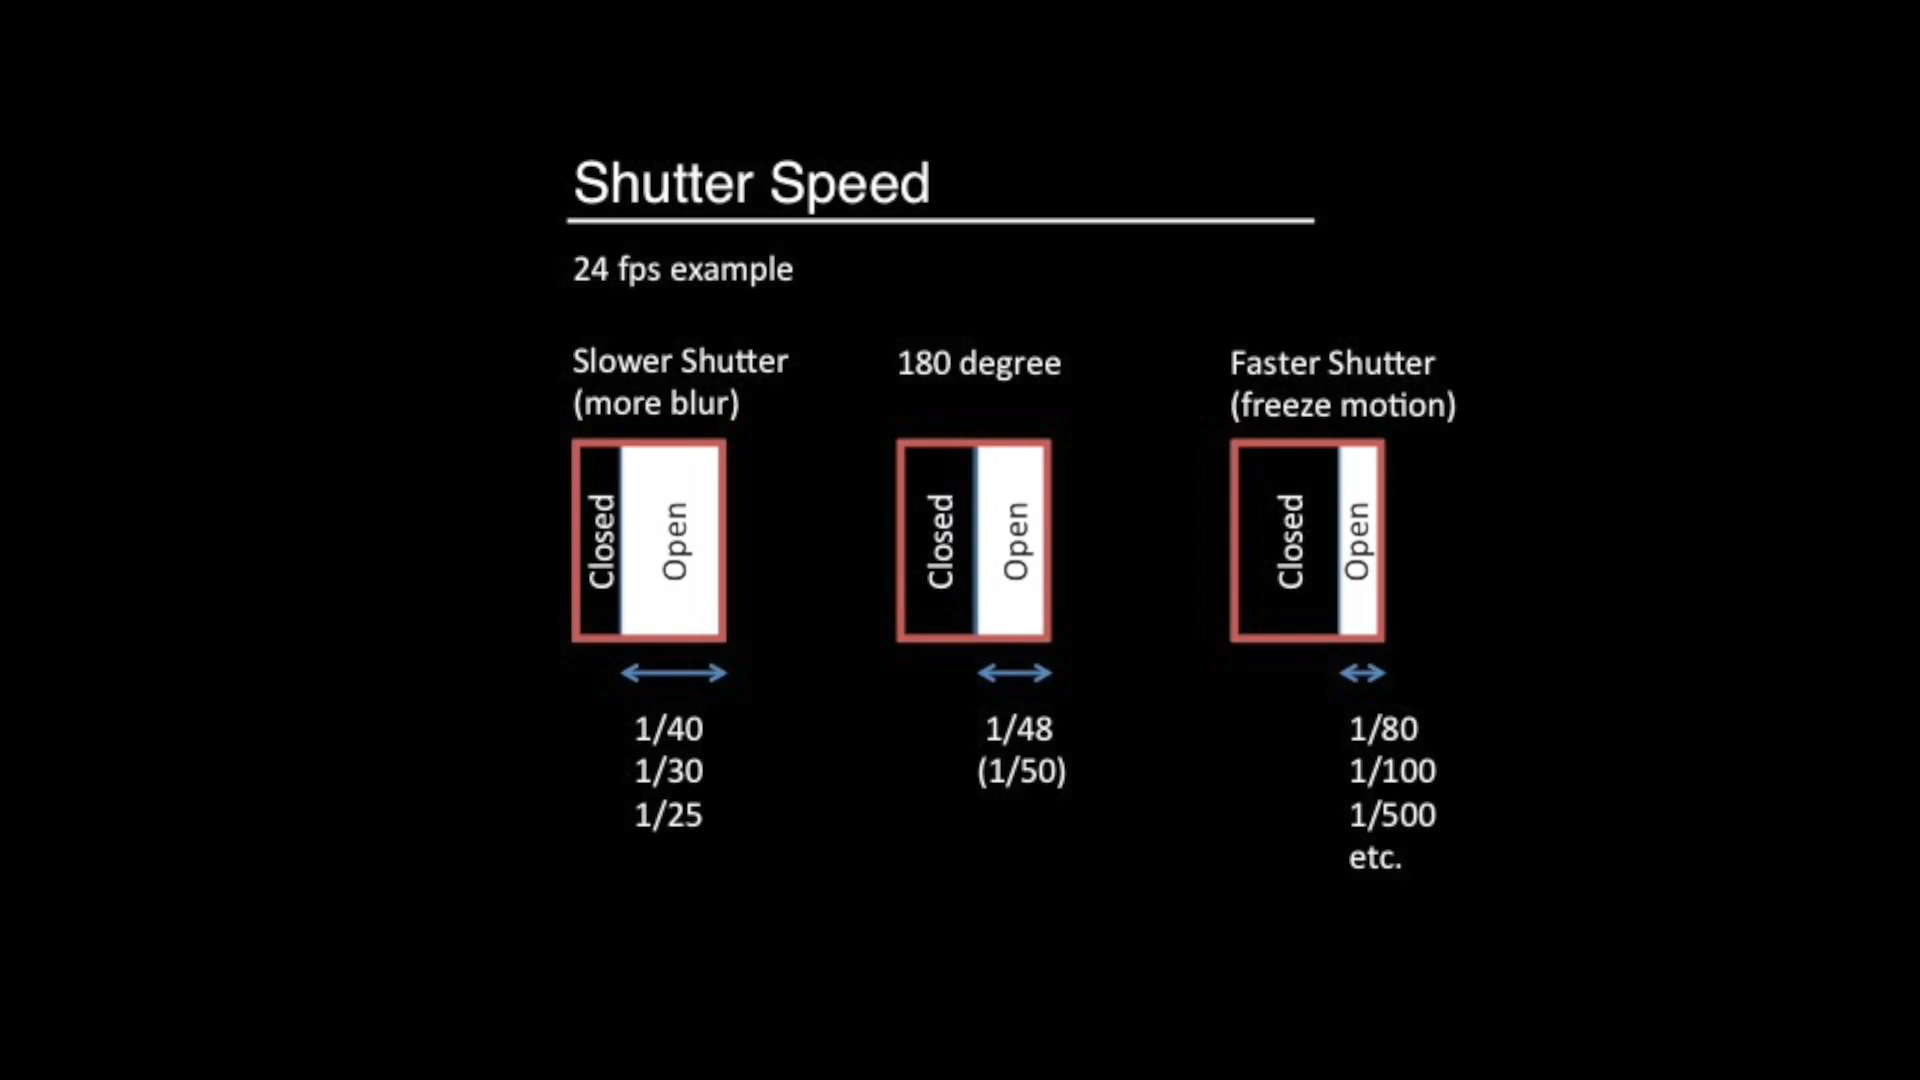 Shutter Speed
24 fps example
Slower Shutter
(more blur)
Closed
Open
1/40
1/30
1/25
180 degree
Closed
Open
1/48
(1/50)
Faster Shutter
(freeze motion)
Closed
Open
1/80
1/100
1/500
etc.